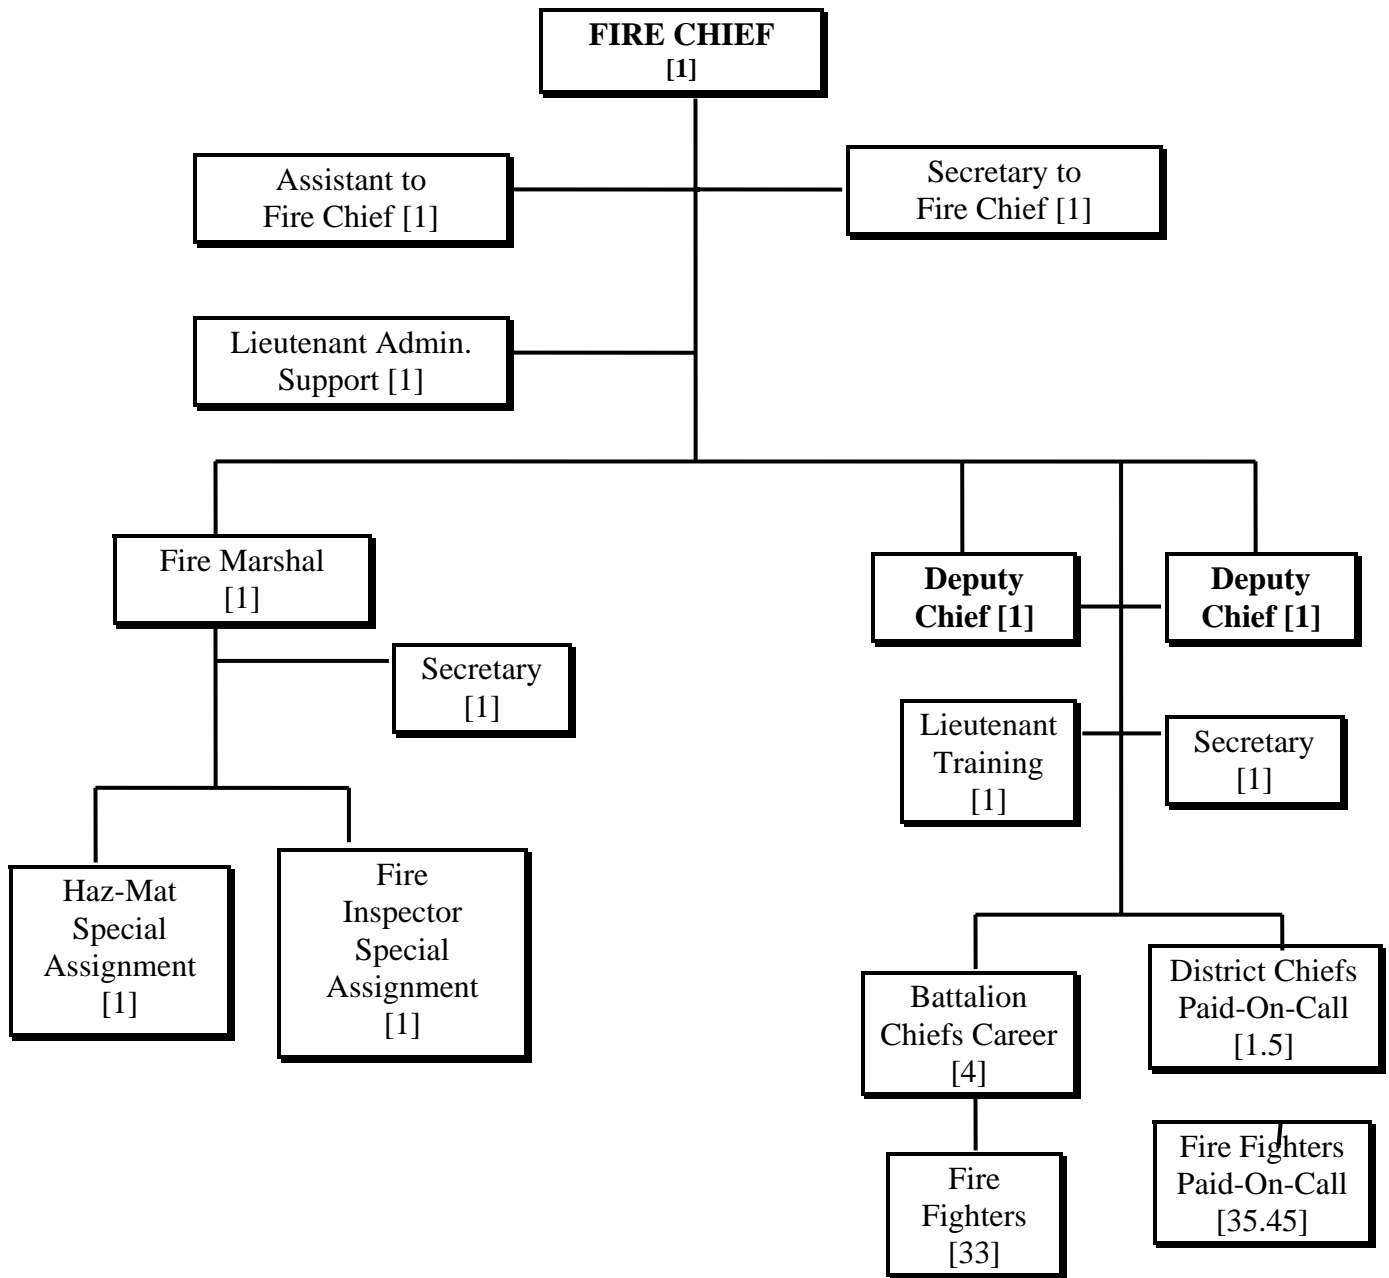 FIRE CHIEF
[1]
Assistant to
Fire Chief [1]
Secretary to
Fire Chief [1]
Lieutenant Admin.
Support [1]
Fire Marshal
[1]
Deputy
Chief [1]
Deputy
Chief [1]
Secretary
[1]
Lieutenant
Training
[1]
Secretary
[1]
Haz-Mat
Special
Assignment
[1]
Fire
Inspector
Special
Assignment
[1]
Battalion
Chiefs Career
[4]
District Chiefs
Paid-On-Call
[1.5]
Fire
Fighters
[33]
Fire Fighters
Paid-On-Call
[35.45]